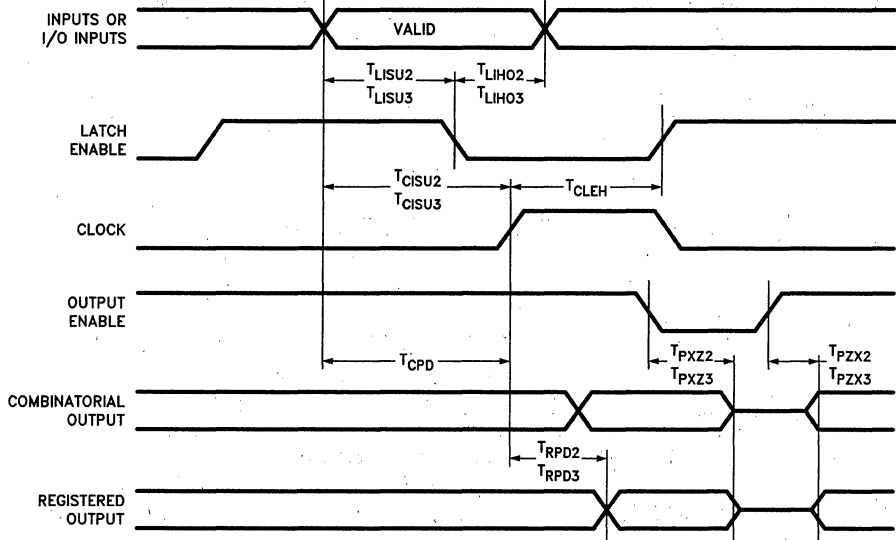 INPUTS OR
I/O INPUTS
VALID
TLISU2
TLISU3
TLIHO2
TLIHO3
LATCH
ENABLE
TCISU2
TCISU3
TCLEH
CLOCK
OUTPUT
ENABLE
TCPD
TPXZ2
TPXZ3
TPZX2
TPZX3
COMBINATORIAL
OUTPUT
TRPD2
TRPD3
REGISTERED
OUTPUT